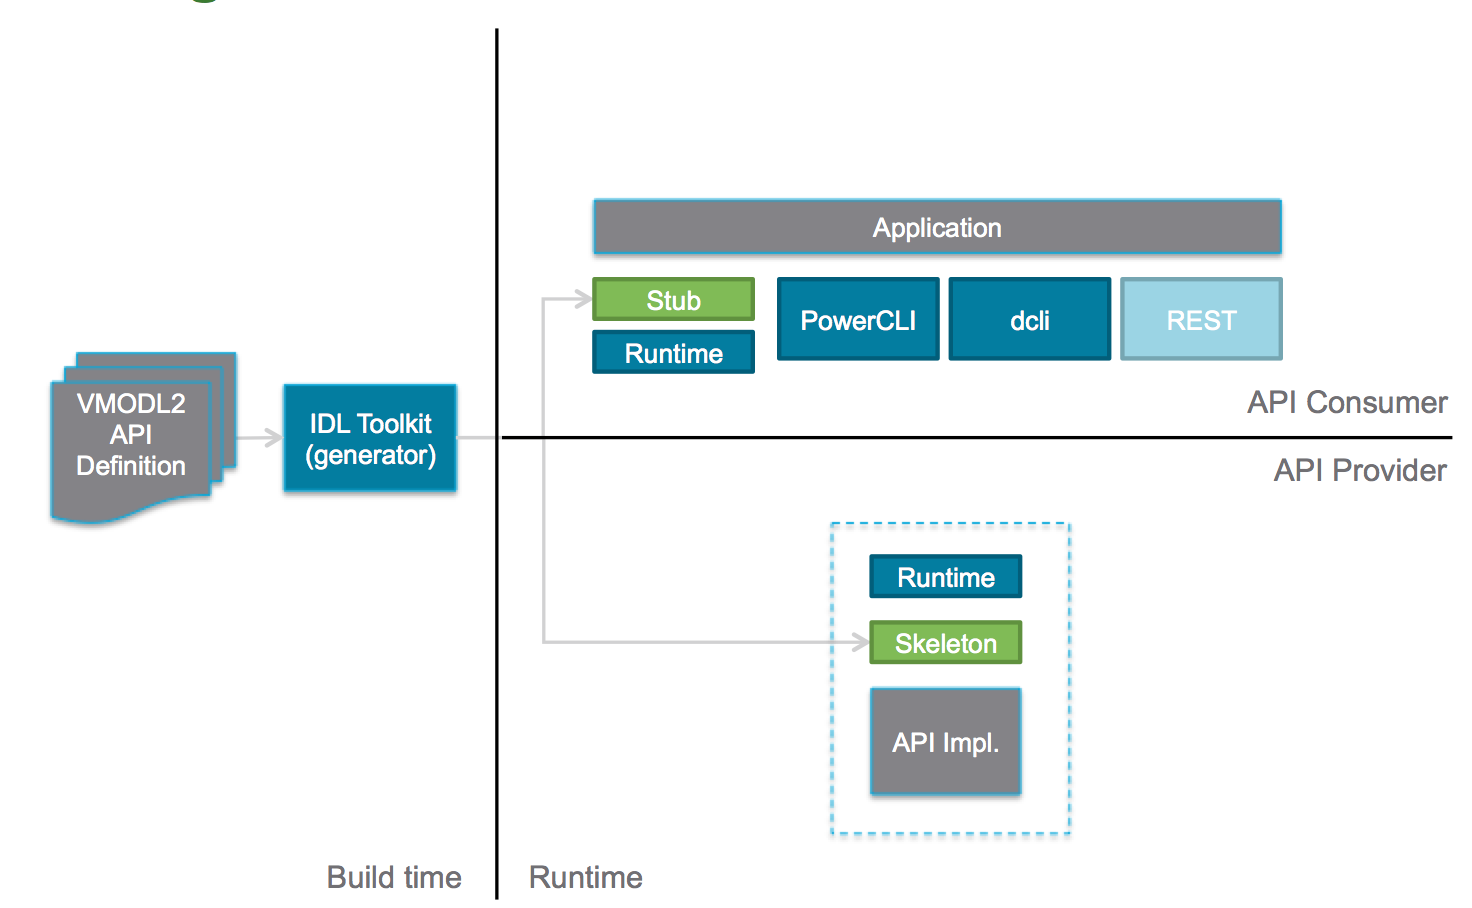 Application
Stub
PowerCLI
dcli
REST
Runtime
VMODL2
API
Definition
IDL Toolkit
(generator)
API Consumer
API Provider
Runtime
Skeleton
API Impl.
Build time
Runtime